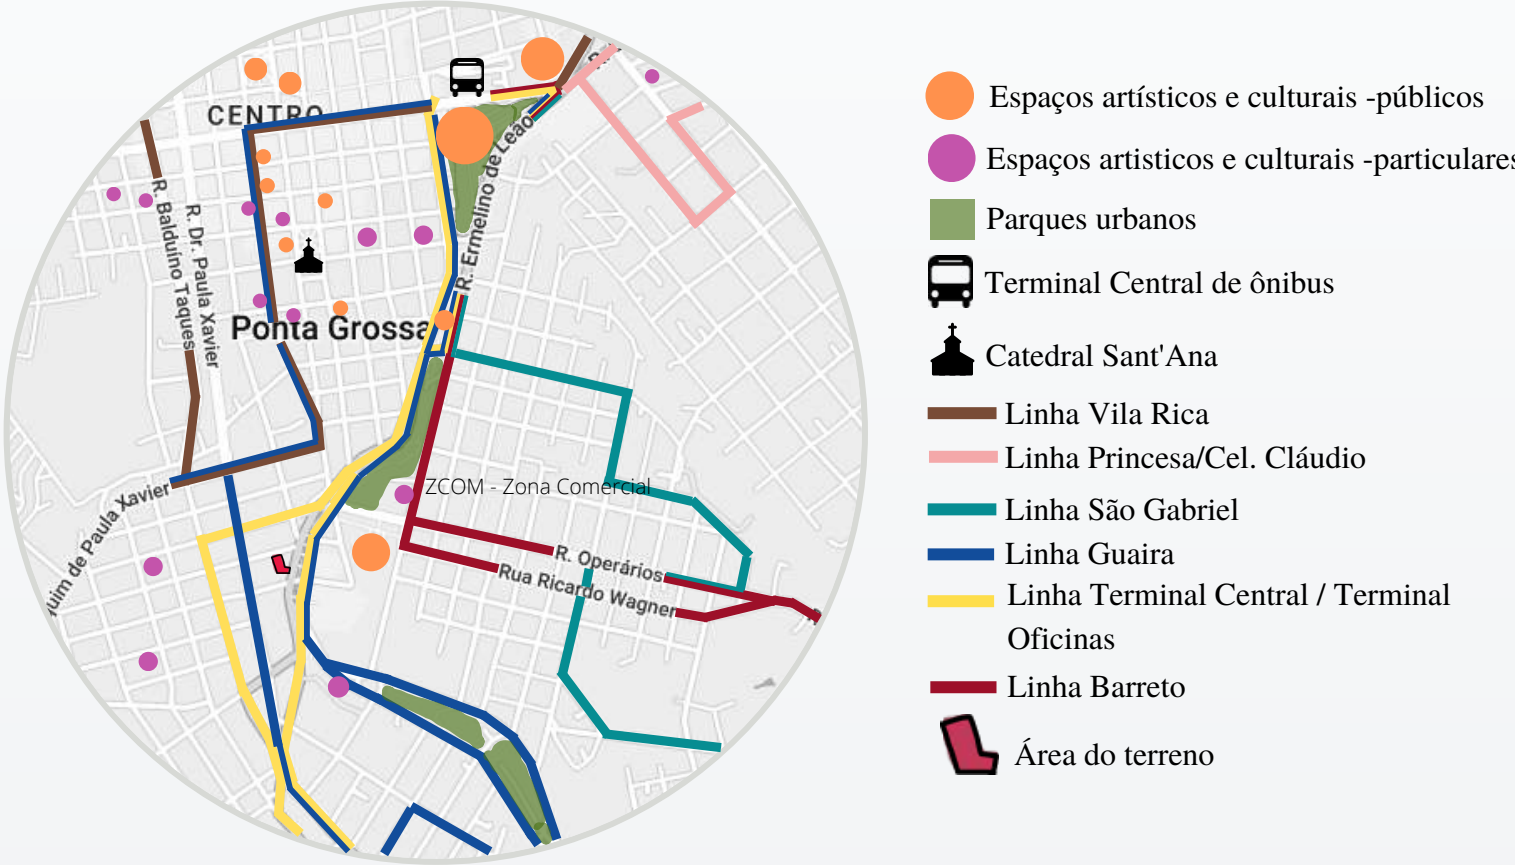 CENTRO
R. Ermelino de Leão
R. Balduíno Taques
R. Dr. Paula Xavier
Ponta Grossa
ZCOM - Zona Comercial
uim de Paula Xavier
R. Operários
Rua Ricardo Wagner
Espaços artísticos e culturais -públicos
Espaços artisticos e culturais -particulares
Parques urbanos
Terminal Central de ônibus
Catedral Sant'Ana
Linha Vila Rica
Linha Princesa/Cel. Cláudio
Linha São Gabriel
Linha Guaira
Linha Terminal Central / Terminal
Oficinas
Linha Barreto
Área do terreno